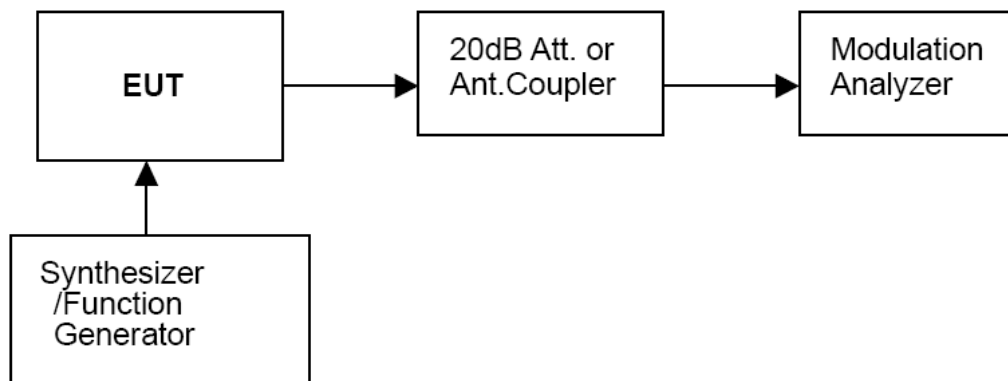 EUT
20dB Att. or
Ant.Coupler
Modulation
Analyzer
Synthesizer
/Function
Generator